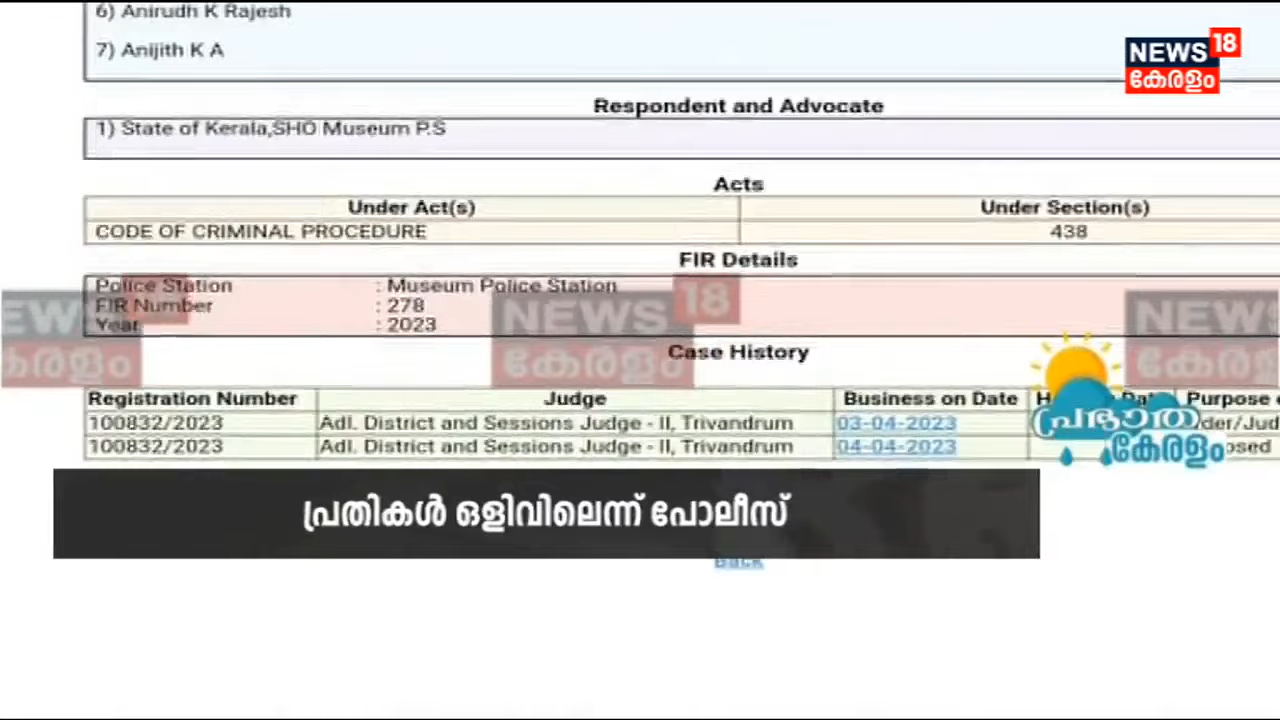 6) Anirudh K Rajesh
7) Anijith K A
NEWS 18
കേരളം
Respondent and Advocate
1) State of Kerala,SHO Museum P.S
Acts
Under Act(s) Under Section(s)
CODE OF CRIMINAL PROCEDURE 438
FIR Details
Police Station : Museum Police Station
FIR Number : 278
Year : 2023
NEWS 18
കേരളം
Case History
Registration Number Judge Business on Date Purpose
100832/2023 Adl. District and Sessions Judge - II, Trivandrum 03-04-2023
100832/2023 Adl. District and Sessions Judge - II, Trivandrum 04-04-2023
പ്രഭാത
കേരളം
പ്രതികൾ ഒളിവിലെന്ന് പോലീസ്
Back